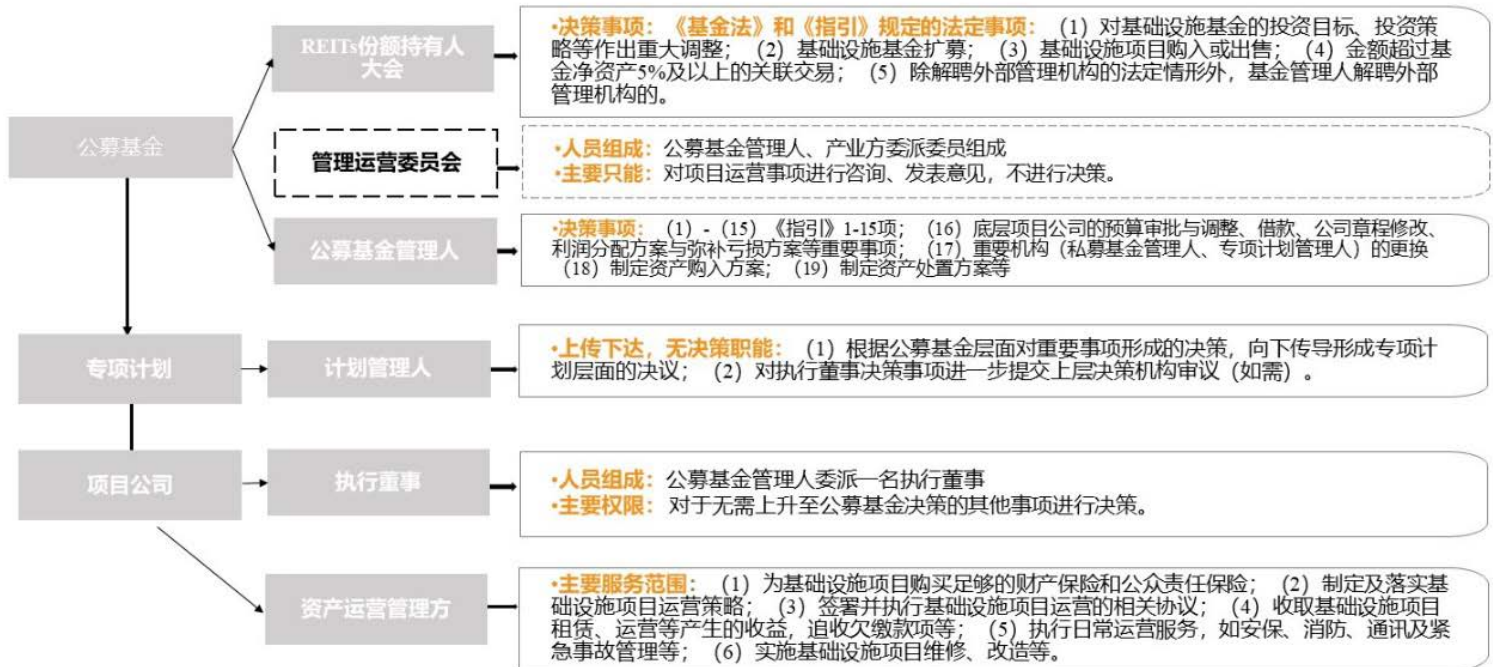 REITs份额持有人
大会
•决策事项：《基金法》和《指引》规定的法定事项：（1）对基础设施基金的投资目标、投资策
略等作出重大调整；（2）基础设施基金扩募；（3）基础设施项目购入或出售；（4）金额超过基
金净资产5%及以上的关联交易；（5）除解聘外部管理机构的法定情形外，基金管理人解聘外部
管理机构的。
公募基金
管理运营委员会
•人员组成：公募基金管理人、产业方委派委员组成
•主要只能：对项目运营事项进行咨询、发表意见，不进行决策。
公募基金管理人
•决策事项：（1）-（15）《指引》1-15项；（16）底层项目公司的预算审批与调整、借款、公司章程修改、
利润分配方案与弥补亏损方案等重要事项；（17）重要机构（私募基金管理人、专项计划管理人）的更换
（18）制定资产购入方案；（19）制定资产处置方案等
专项计划
计划管理人
•上传下达，无决策职能：（1）根据公募基金层面对重要事项形成的决策，向下传导形成专项计
划层面的决议；（2）对执行董事决策事项进一步提交上层决策机构审议（如需）。
项目公司
执行董事
•人员组成：公募基金管理人委派一名执行董事
•主要权限：对于无需上升至公募基金决策的其他事项进行决策。
资产运营管理方
•主要服务范围：（1）为基础设施项目购买足够的财产保险和公众责任保险；（2）制定及落实基
础设施项目运营策略；（3）签署并执行基础设施项目运营的相关协议；（4）收取基础设施项目
租赁、运营等产生的收益，追收欠缴款项等；（5）执行日常运营服务，如安保、消防、通讯及紧
急事故管理等；（6）实施基础设施项目维修、改造等。